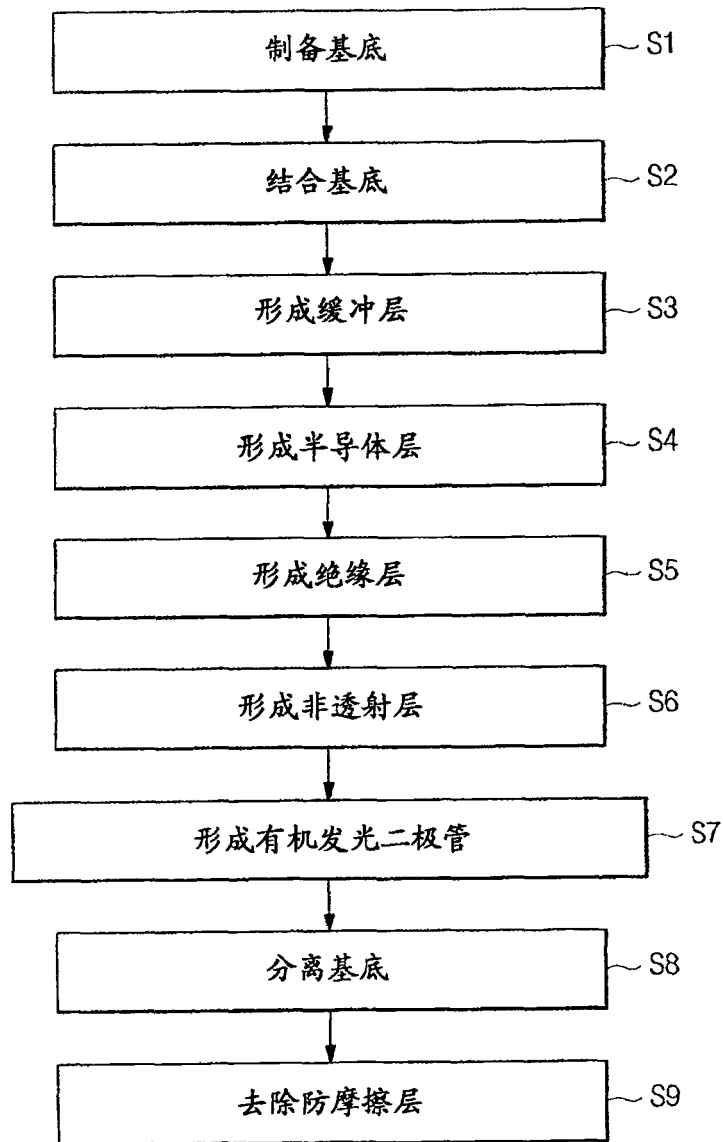 制备基底 S1
结合基底 S2
形成缓冲层 S3
形成半导体层 S4
形成绝缘层 S5
形成非透射层 S6
形成有机发光二极管 S7
分离基底 S8
去除防摩擦层 S9